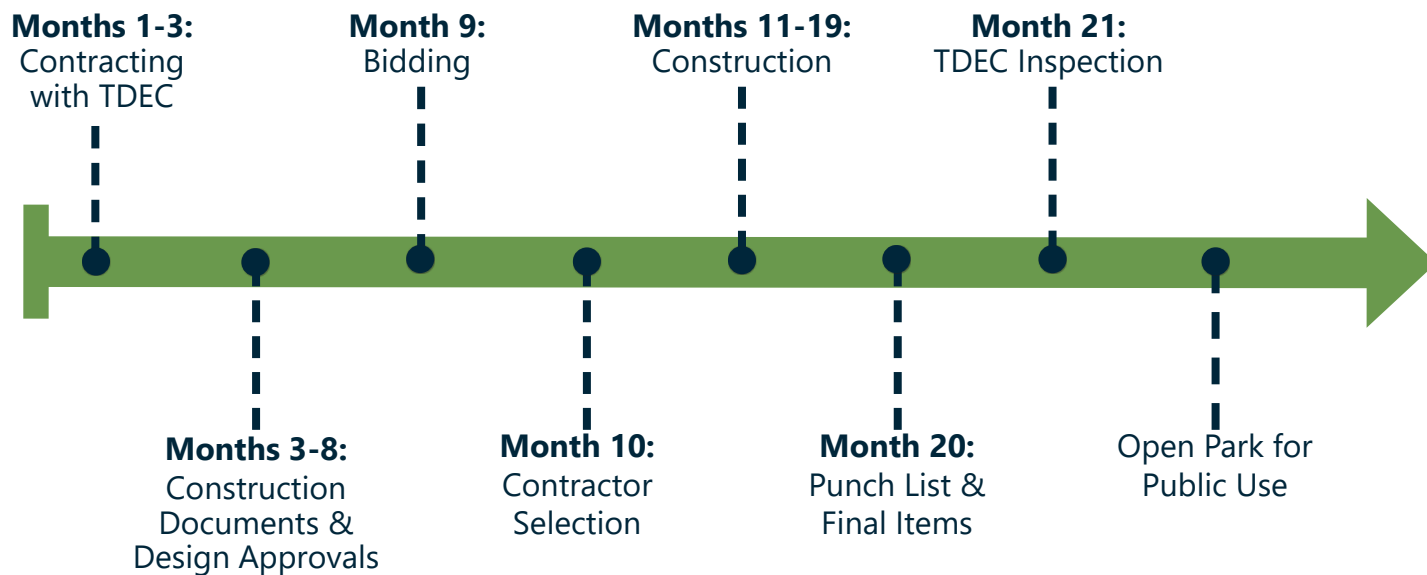 Months 1-3:
Contracting
with TDEC
Months 3-8:
Construction
Documents &
Design Approvals
Month 9:
Bidding
Month 10:
Contractor
Selection
Months 11-19:
Construction
Month 20:
Punch List &
Final Items
Month 21:
TDEC Inspection
Open Park for
Public Use